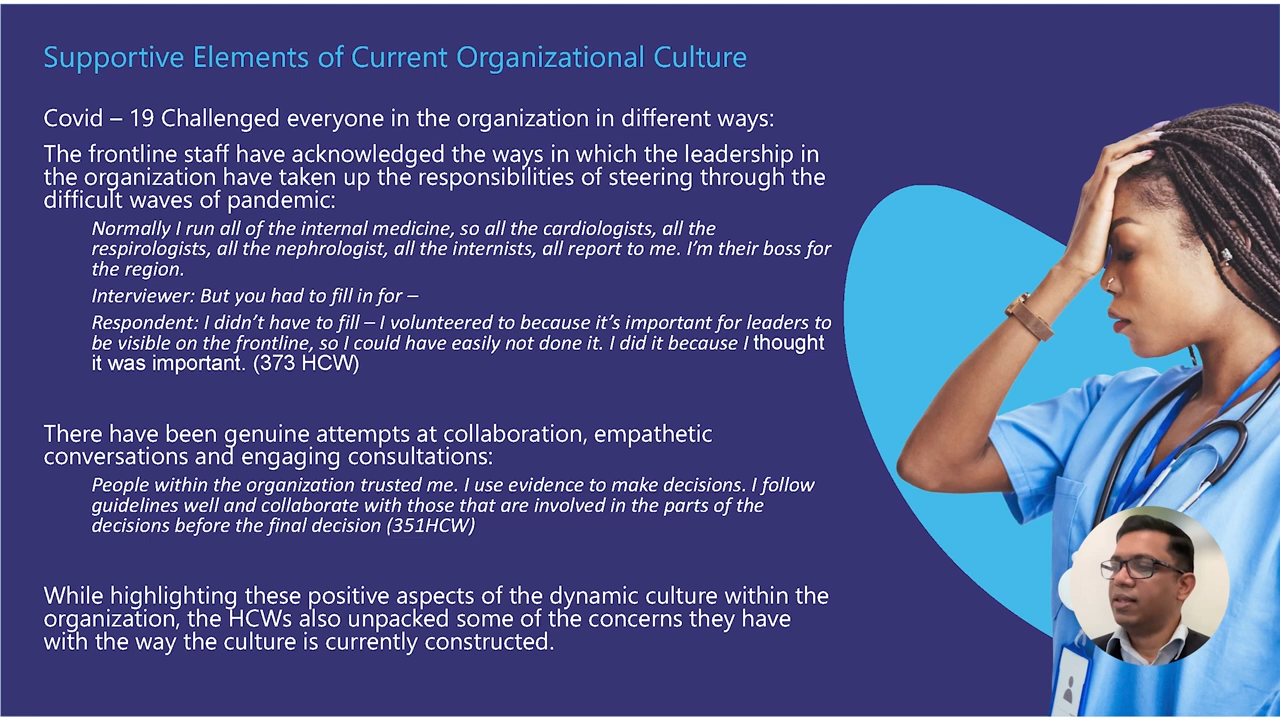 Supportive Elements of Current Organizational Culture
Covid – 19 Challenged everyone in the organization in different ways:
The frontline staff have acknowledged the ways in which the leadership in
the organization have taken up the responsibilities of steering through the
difficult waves of pandemic:
Normally I run all of the internal medicine, so all the cardiologists, all the
respirologists, all the nephrologist, all the internists, all report to me. I'm their boss for
the region.
Interviewer: But you had to fill in for –
Respondent: I didn't have to fill – I volunteered to because it's important for leaders to
be visible on the frontline, so I could have easily not done it. I did it because I thought
it was important. (373 HCW)
There have been genuine attempts at collaboration, empathetic
conversations and engaging consultations:
People within the organization trusted me. I use evidence to make decisions. I follow
guidelines well and collaborate with those that are involved in the parts of the
decisions before the final decision (351HCW)
While highlighting these positive aspects of the dynamic culture within the
organization, the HCWs also unpacked some of the concerns they have
with the way the culture is currently constructed.